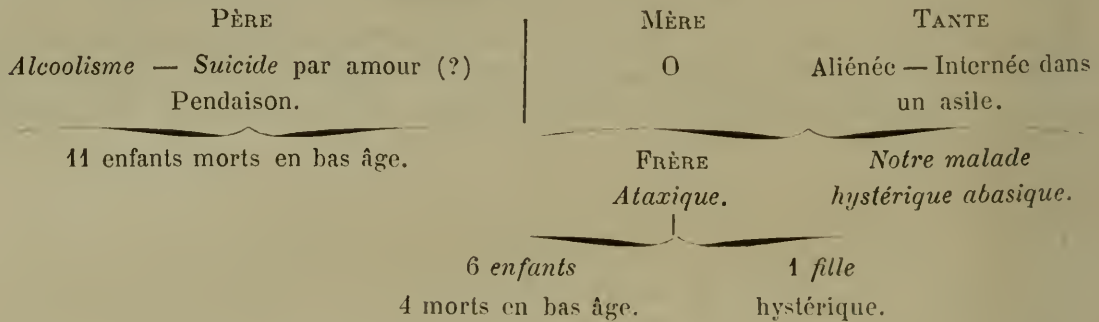 PÈRE MÈRE TANTE
Alcoolisme — Suicide par amour (?) O Aliénée — Internée dans
Pendaison. un asile.
11 enfants morts en bas âge. FRÈRE Notre malade
Ataxique. hystérique abasique.
6 enfants 1 fille
4 morts en bas âge. hystérique.